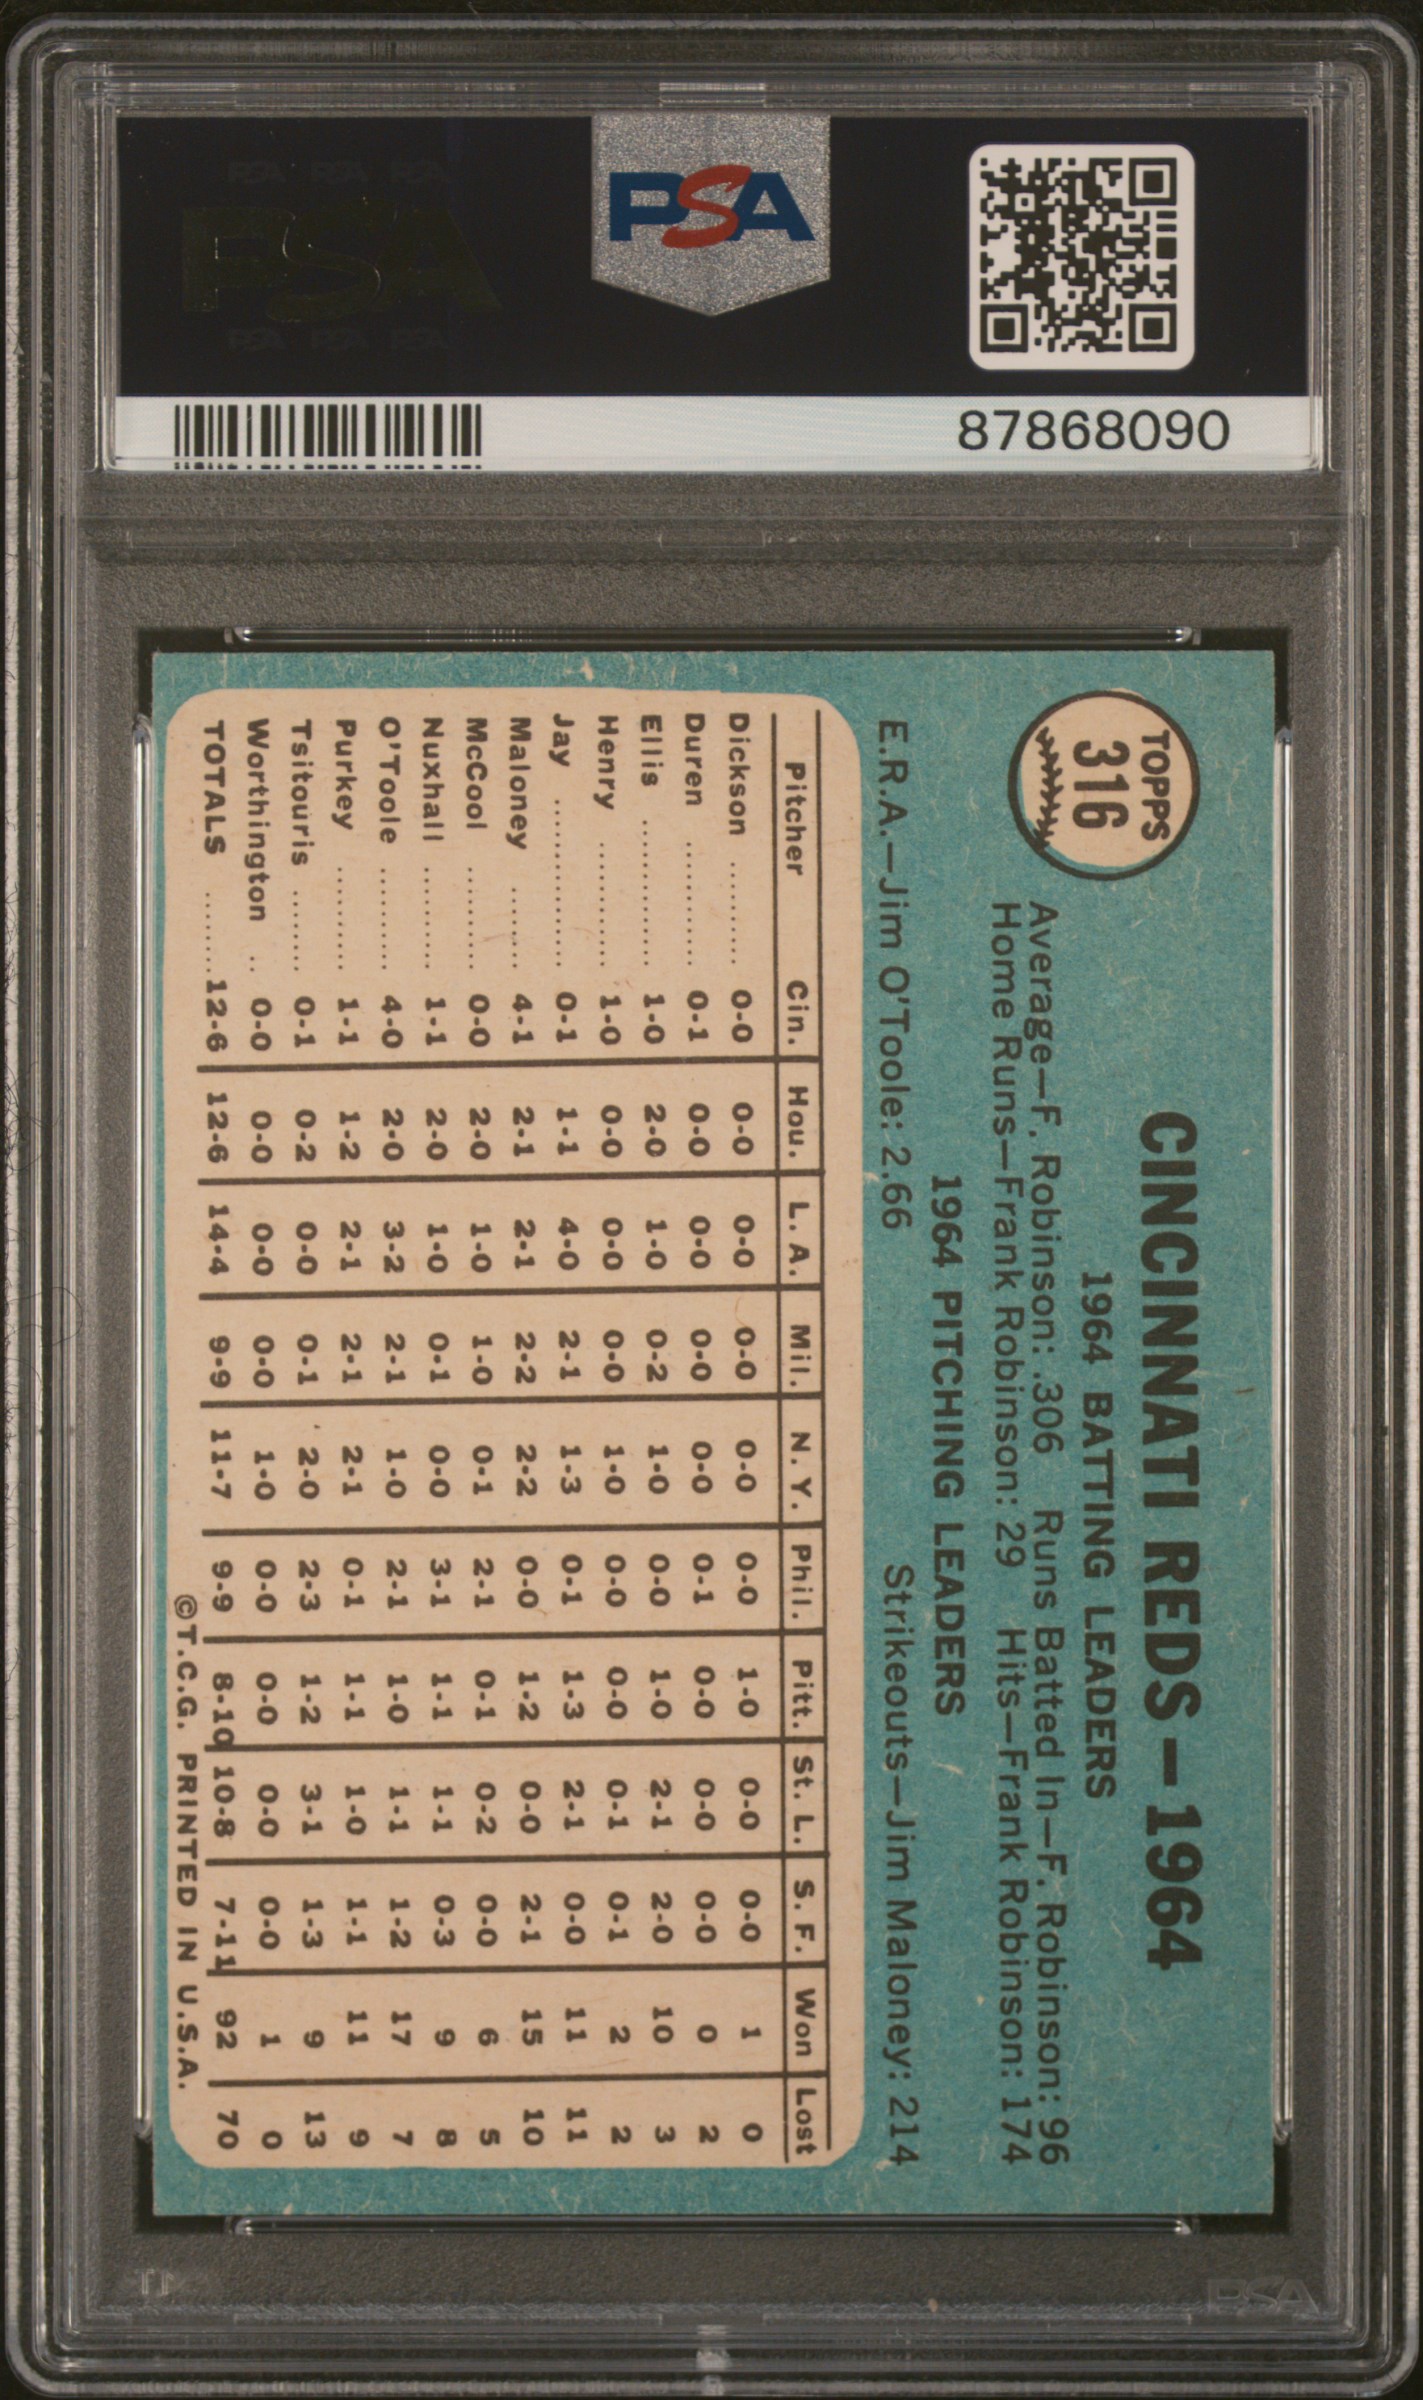 PSA
PSA PSA PSA
PSA
PSA PSA PSA
87868090
TOPPS
316
CINCINNATI REDS — 1964
1964 BATTING LEADERS
Average—F. Robinson: .306 Runs Batted In—F. Robinson: 96
Home Runs—Frank Robinson: 29 Hits—Frank Robinson: 174
1964 PITCHING LEADERS
E.R.A.—Jim O'Toole: 2.66 Strikeouts—Jim Maloney: 214
Pitcher Cin. Hou. L. A. Mil. N. Y. Phil. Pitt. St. L. S. F. Won Lost
Dickson .......... 0-0 0-0 0-0 0-0 0-0 0-0 1-0 0-0 0-0 1 0
Duren ............ 0-1 0-0 0-0 0-0 0-0 0-1 0-0 0-0 0-0 0 2
Ellis .............. 1-0 2-0 1-0 0-2 1-0 0-0 1-0 2-1 2-0 10 3
Henry ............ 1-0 0-0 0-0 0-0 1-0 0-0 0-0 0-1 0-1 2 2
Jay ................ 0-1 1-1 4-0 2-1 1-3 0-1 1-3 2-1 0-0 11 11
Maloney ........ 4-1 2-1 2-1 2-2 2-2 0-0 1-2 0-0 2-1 15 10
McCool .......... 0-0 2-0 1-0 1-0 0-1 2-1 0-1 0-2 0-0 6 5
Nuxhall .......... 1-1 2-0 1-0 0-1 0-0 3-1 1-1 1-1 0-3 9 8
O'Toole .......... 4-0 2-0 3-2 2-1 1-0 2-1 1-0 1-1 1-2 17 7
Purkey .......... 1-1 1-2 2-1 2-1 2-1 0-1 1-1 1-0 1-1 11 9
Tsitouris ........ 0-1 0-2 0-0 0-1 2-0 2-3 1-2 3-1 1-3 9 13
Worthington .. 0-0 0-0 0-0 0-0 1-0 0-0 0-0 0-0 0-0 1 0
TOTALS ........ 12-6 12-6 14-4 9-9 11-7 9-9 8-10 10-8 7-11 92 70
©T.C.G. PRINTED IN U.S.A.
PSA